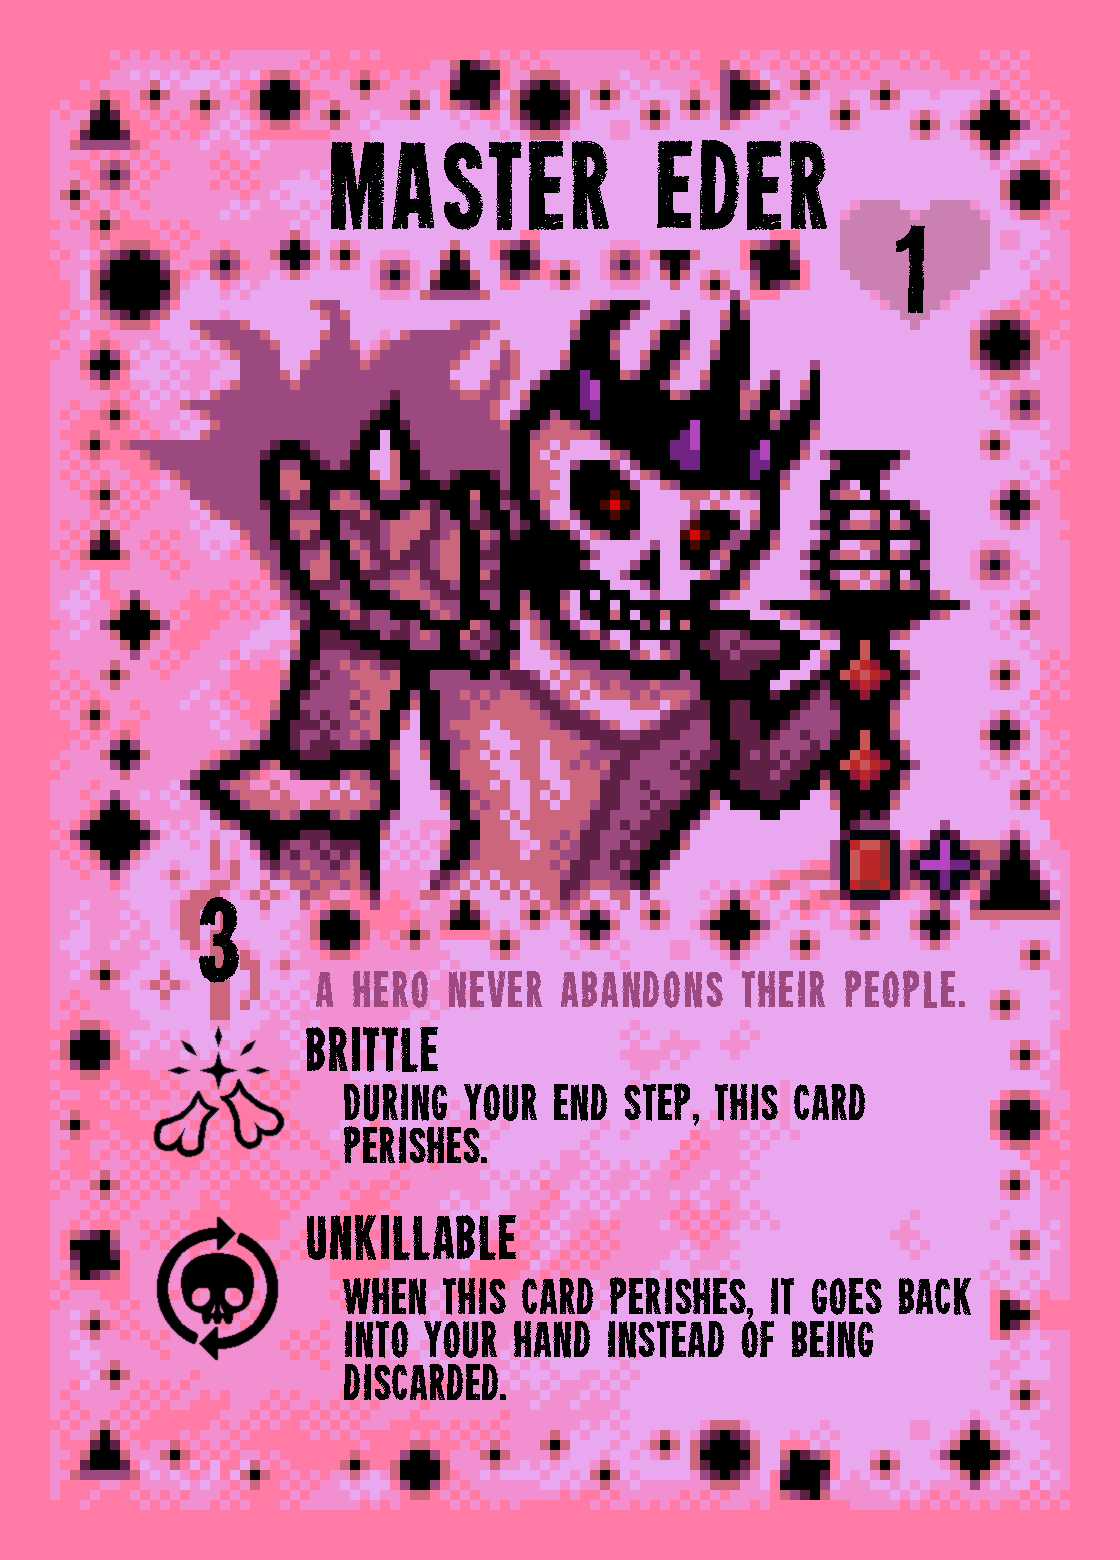 MASTER EDER
1
3
A HERO NEVER ABANDONS THEIR PEOPLE.
BRITTLE
DURING YOUR END STEP, THIS CARD
PERISHES.
UNKILLABLE
WHEN THIS CARD PERISHES, IT GOES BACK
INTO YOUR HAND INSTEAD OF BEING
DISCARDED.